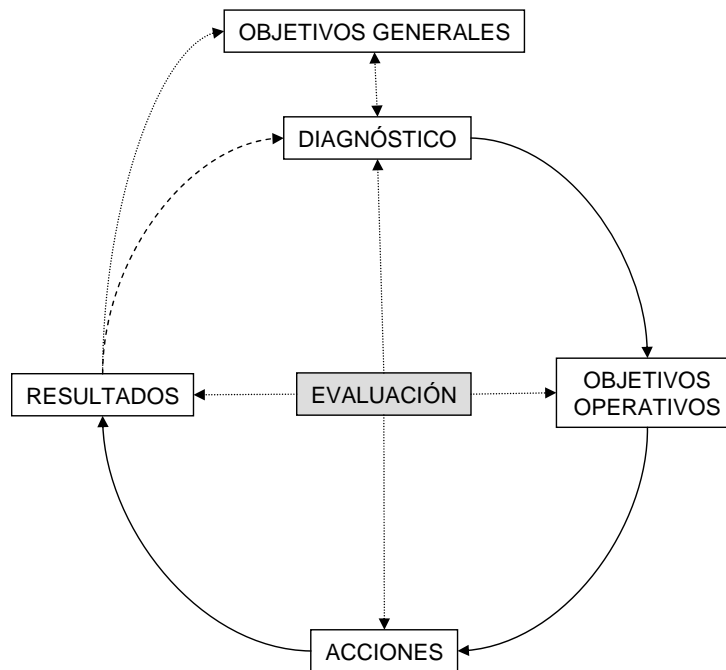 OBJETIVOS GENERALES
DIAGNÓSTICO
RESULTADOS
EVALUACIÓN
OBJETIVOS
OPERATIVOS
ACCIONES